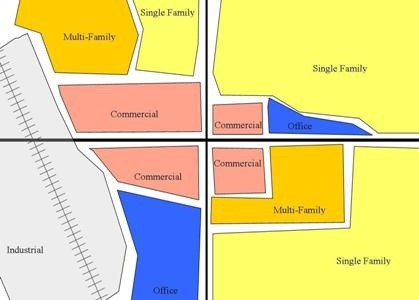 Single Family
Multi-Family
Single Family
Commercial
Commercial
Office
Commercial
Commercial
Multi-Family
Industrial
Single Family
Office